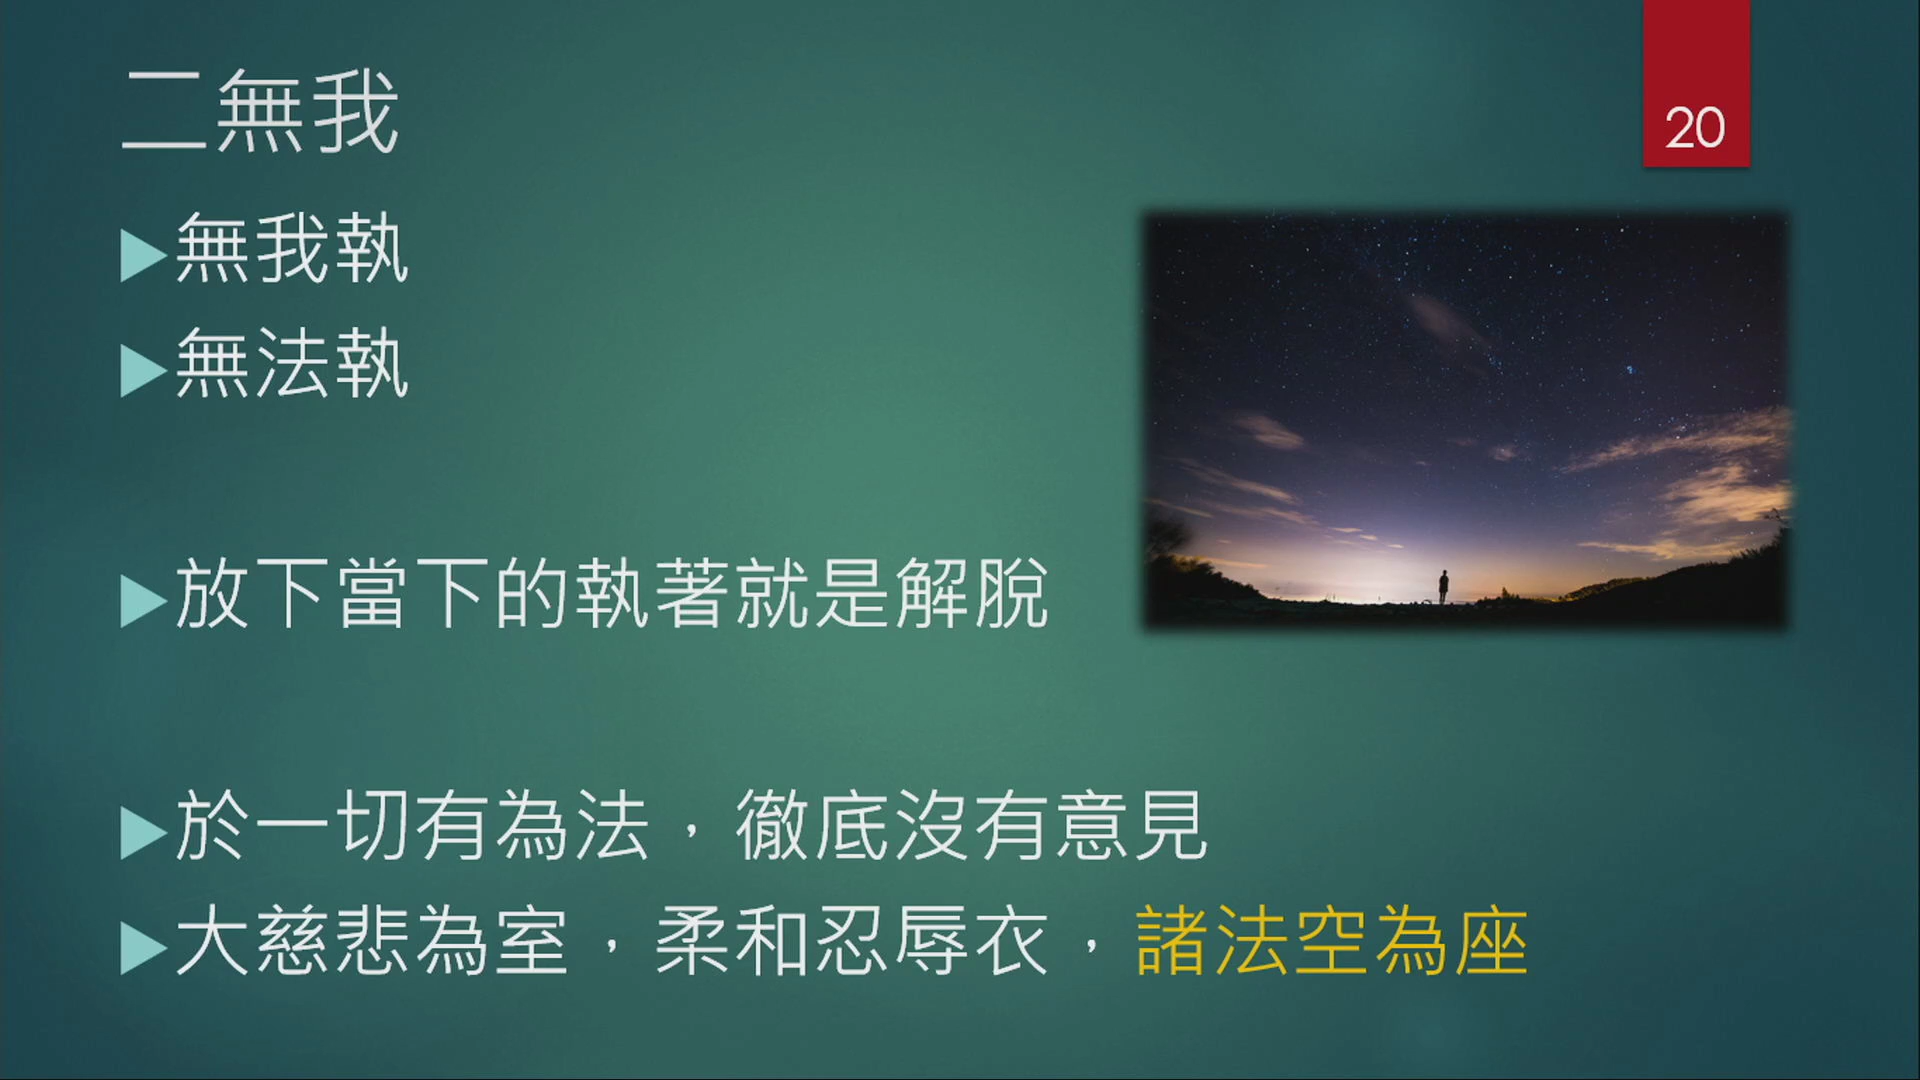 二無我
20
無我執
無法執
放下當下的執著就是解脫
於一切有為法，徹底沒有意見
大慈悲為室，柔和忍辱衣，諸法空為座